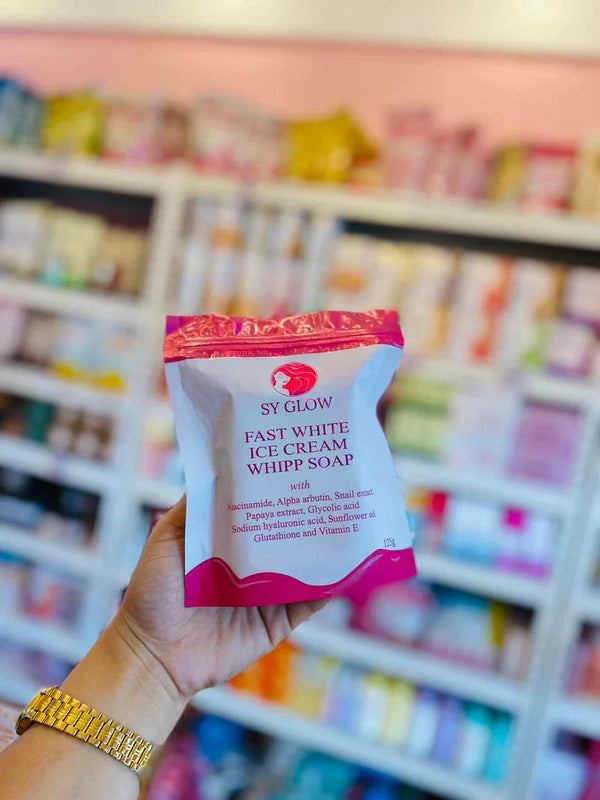 SY GLOW
FAST WHITE
ICE CREAM
WHIPP SOAP
with
Niacinamide, Alpha arbutin, Snail extact
Papaya extract, Glycolic acid
Sodium hyaluronic acid, Sunflower oil
Glutathione and Vitamin E
125g